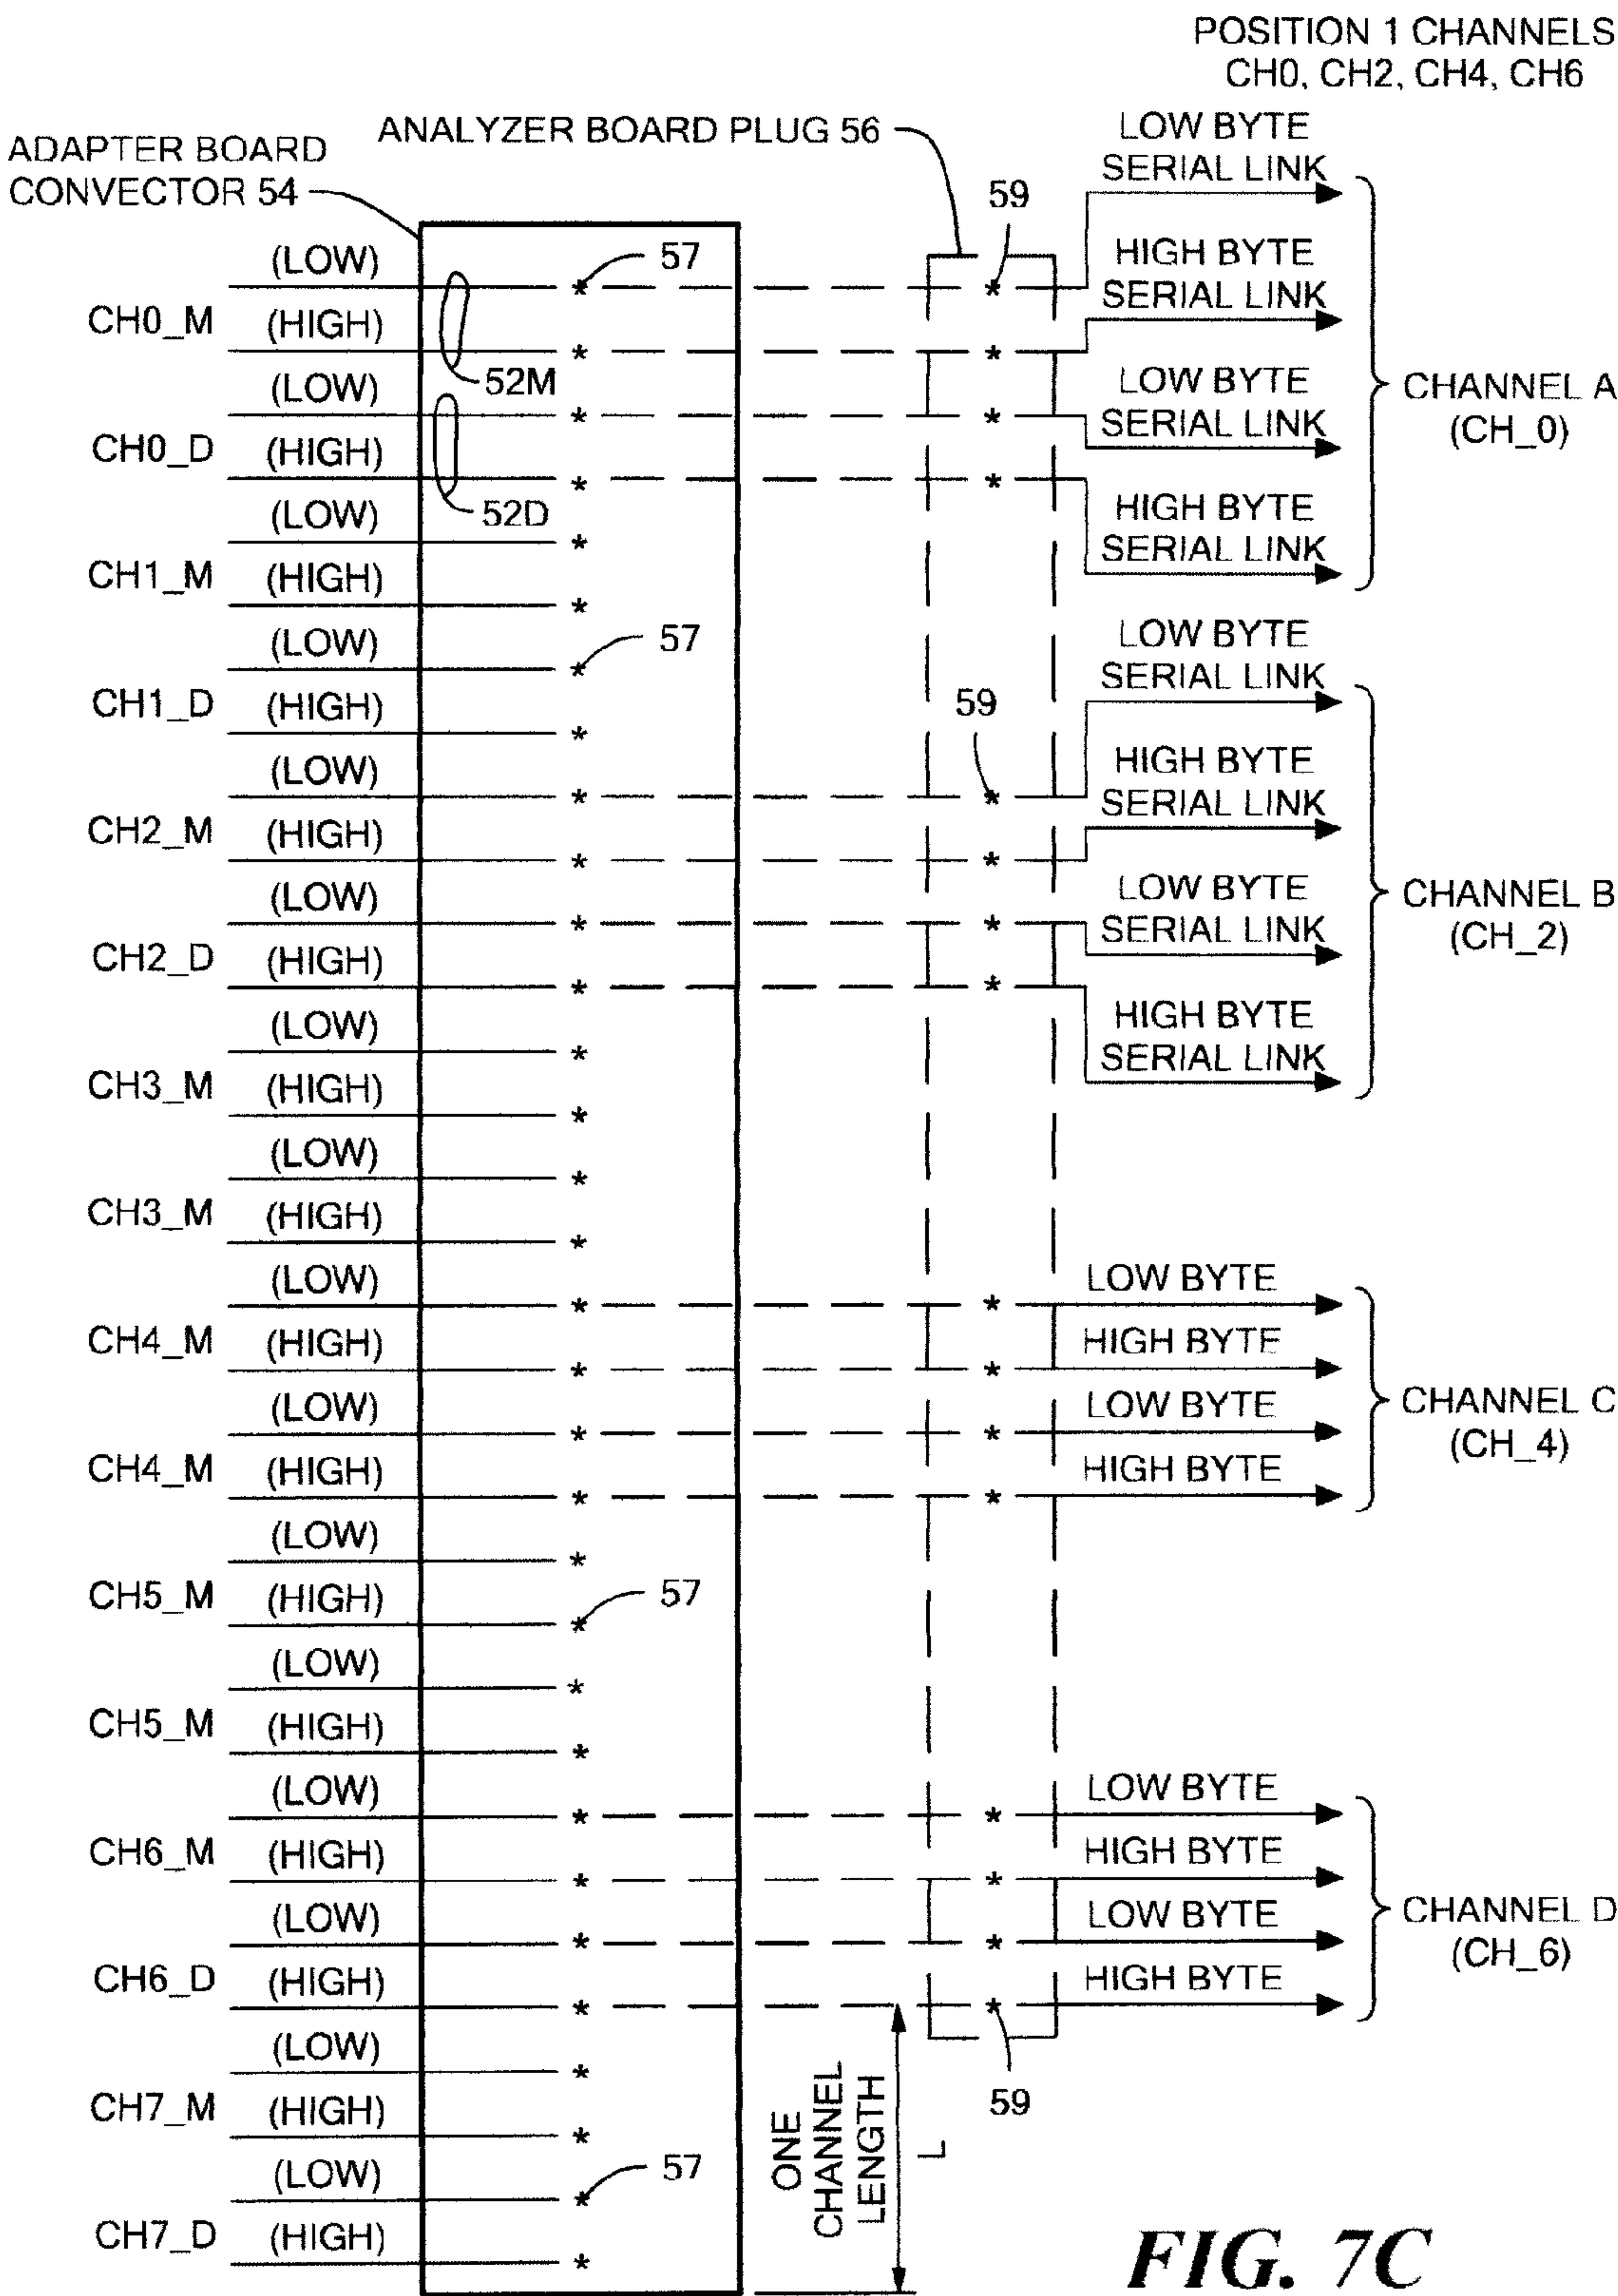 POSITION 1 CHANNELS
CH0, CH2, CH4, CH6
ANALYZER BOARD PLUG 56
ADAPTER BOARD
CONVECTOR 54
LOW BYTE
SERIAL LINK
59
(LOW)
57
HIGH BYTE
SERIAL LINK
CH0_M
(HIGH)
52M
(LOW)
LOW BYTE
SERIAL LINK
CHANNEL A
(CH_0)
CH0_D
(HIGH)
52D
(LOW)
HIGH BYTE
SERIAL LINK
CH1_M
(HIGH)
(LOW)
57
LOW BYTE
SERIAL LINK
CH1_D
(HIGH)
59
(LOW)
HIGH BYTE
SERIAL LINK
CH2_M
(HIGH)
(LOW)
LOW BYTE
SERIAL LINK
CHANNEL B
(CH_2)
CH2_D
(HIGH)
(LOW)
HIGH BYTE
SERIAL LINK
CH3_M
(HIGH)
(LOW)
CH3_M
(HIGH)
(LOW)
LOW BYTE
CH4_M
(HIGH)
HIGH BYTE
(LOW)
LOW BYTE
CHANNEL C
(CH_4)
CH4_M
(HIGH)
HIGH BYTE
(LOW)
CH5_M
(HIGH)
57
(LOW)
CH5_M
(HIGH)
(LOW)
LOW BYTE
CH6_M
(HIGH)
HIGH BYTE
(LOW)
LOW BYTE
CHANNEL D
(CH_6)
CH6_D
(HIGH)
HIGH BYTE
(LOW)
59
CH7_M
(HIGH)
ONE
CHANNEL
LENGTH
L
(LOW)
57
CH7_D
(HIGH)
FIG. 7C